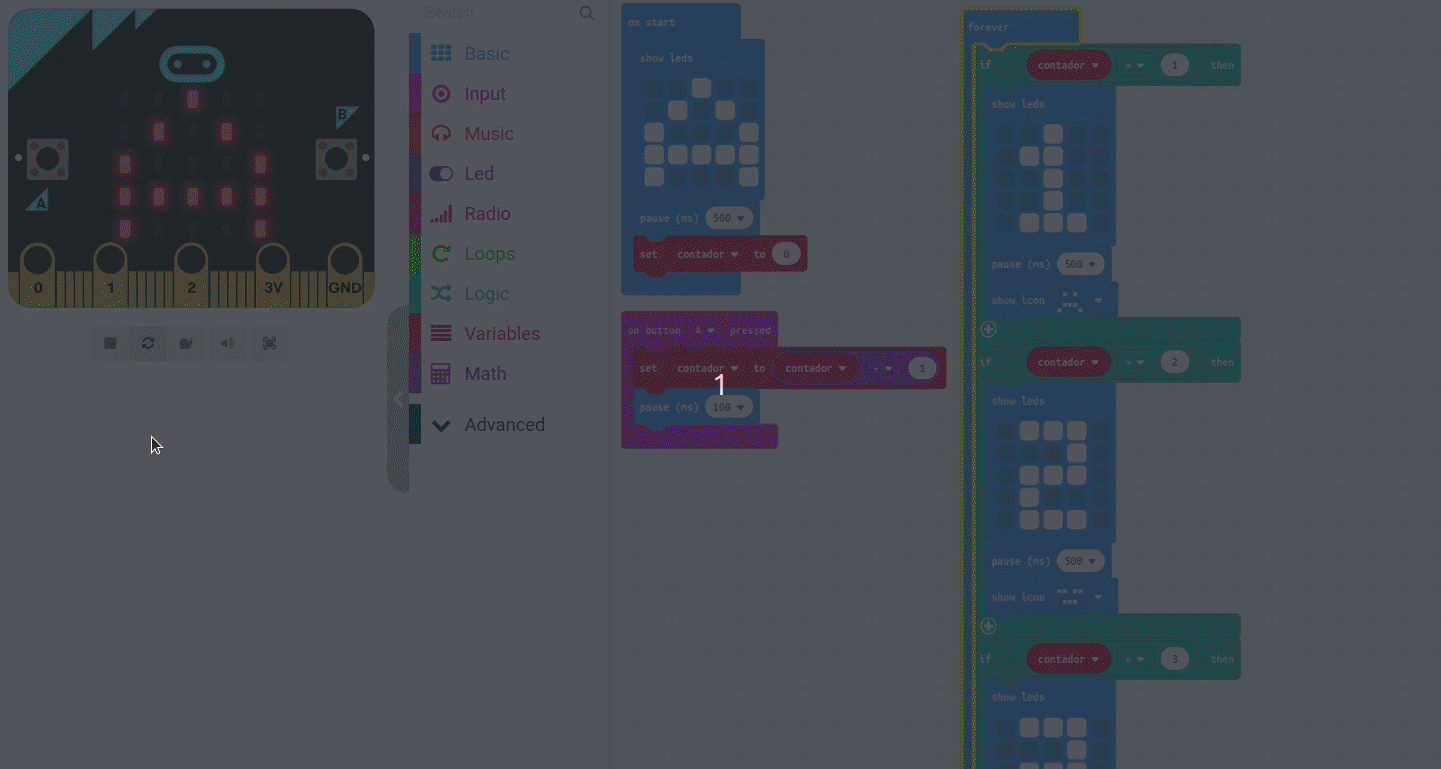 B
A
0 1 2 3V GND
Search...
Basic
Input
Music
Led
Radio
Loops
Logic
Variables
Math
Advanced
on start
show leds
pause (ms) 500
set contador to 0
on button A pressed
set contador to contador 1
1
pause (ms) 100
forever
if contador = 1 then
show leds
pause (ms) 500
show icon
if contador = 2 then
show leds
pause (ms) 500
show icon
if contador = 3 then
show leds